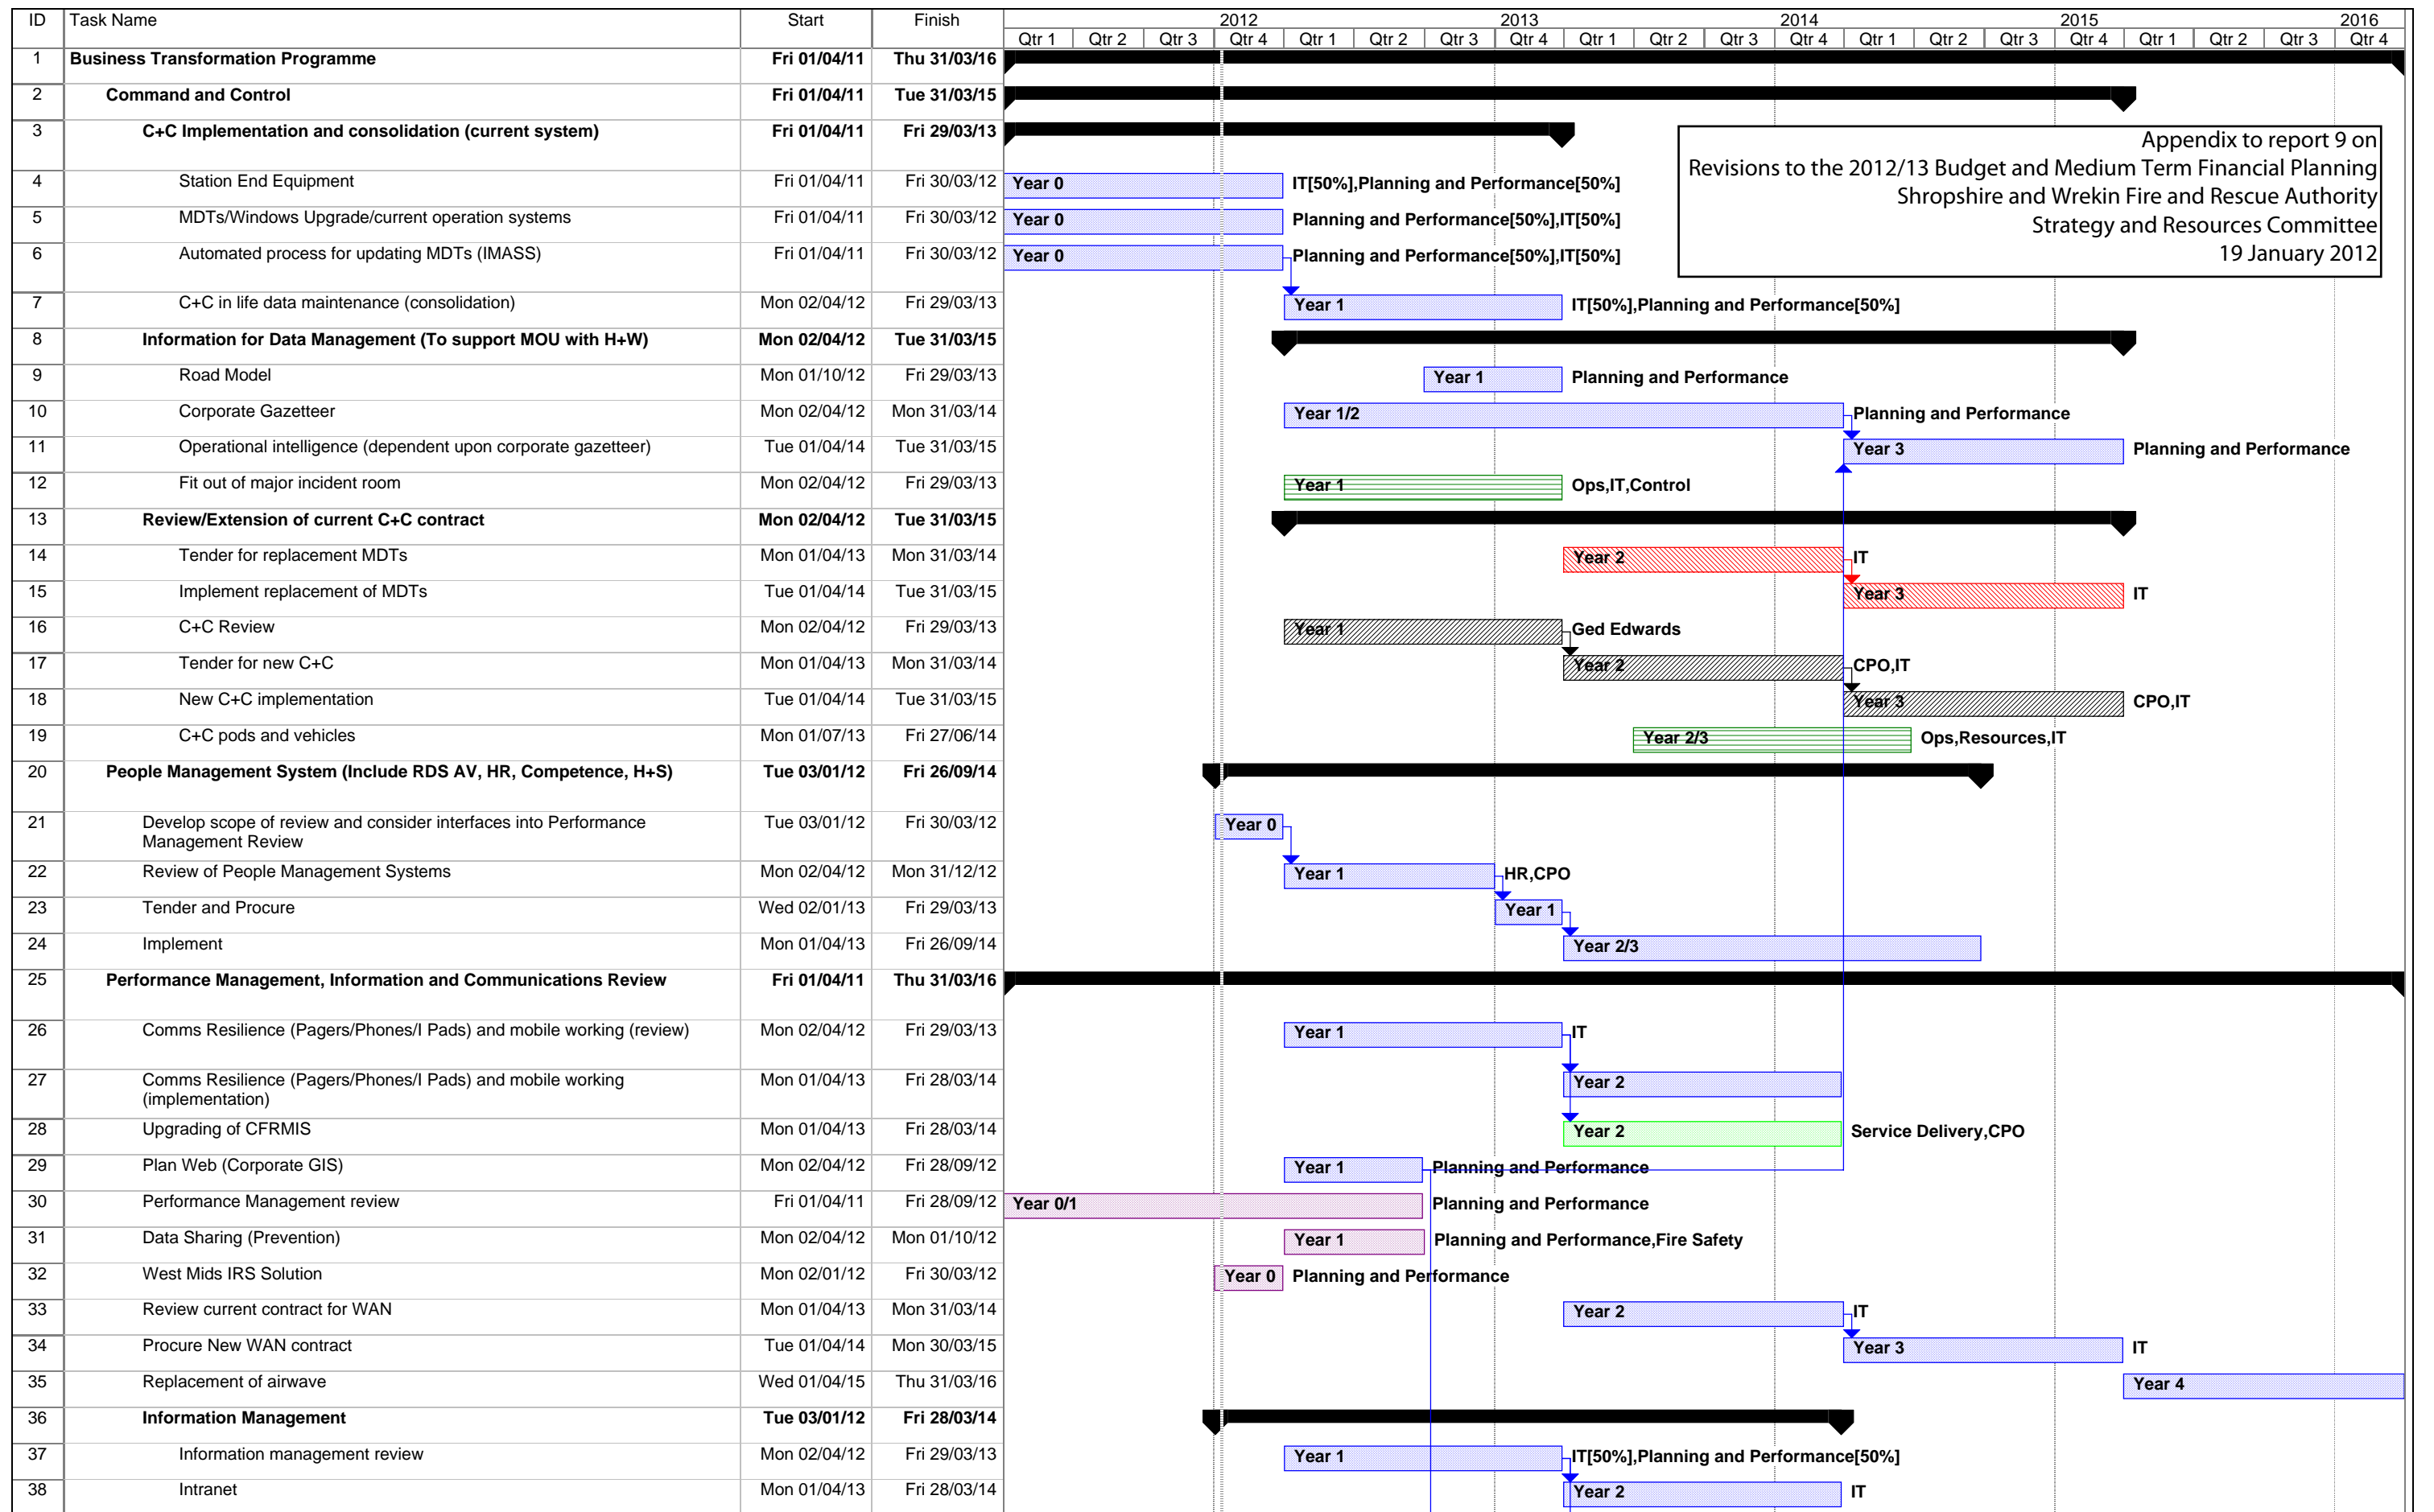 ID Task Name Start Finish 2012 2013 2014 2015 2016
Qtr 1 Qtr 2 Qtr 3 Qtr 4 Qtr 1 Qtr 2 Qtr 3 Qtr 4 Qtr 1 Qtr 2 Qtr 3 Qtr 4 Qtr 1 Qtr 2 Qtr 3 Qtr 4 Qtr 1 Qtr 2 Qtr 3 Qtr 4
1 Business Transformation Programme Fri 01/04/11 Thu 31/03/16
2 Command and Control Fri 01/04/11 Tue 31/03/15
3 C+C Implementation and consolidation (current system) Fri 01/04/11 Fri 29/03/13
Appendix to report 9 on
Revisions to the 2012/13 Budget and Medium Term Financial Planning
Shropshire and Wrekin Fire and Rescue Authority
Strategy and Resources Committee
19 January 2012
4 Station End Equipment Fri 01/04/11 Fri 30/03/12 Year 0 IT[50%],Planning and Performance[50%]
5 MDTs/Windows Upgrade/current operation systems Fri 01/04/11 Fri 30/03/12 Year 0 Planning and Performance[50%],IT[50%]
6 Automated process for updating MDTs (IMASS) Fri 01/04/11 Fri 30/03/12 Year 0 Planning and Performance[50%],IT[50%]
7 C+C in life data maintenance (consolidation) Mon 02/04/12 Fri 29/03/13 Year 1 IT[50%],Planning and Performance[50%]
8 Information for Data Management (To support MOU with H+W) Mon 02/04/12 Tue 31/03/15
9 Road Model Mon 01/10/12 Fri 29/03/13 Year 1 Planning and Performance
10 Corporate Gazetteer Mon 02/04/12 Mon 31/03/14 Year 1/2 Planning and Performance
11 Operational intelligence (dependent upon corporate gazetteer) Tue 01/04/14 Tue 31/03/15 Year 3 Planning and Performance
12 Fit out of major incident room Mon 02/04/12 Fri 29/03/13 Year 1 Ops,IT,Control
13 Review/Extension of current C+C contract Mon 02/04/12 Tue 31/03/15
14 Tender for replacement MDTs Mon 01/04/13 Mon 31/03/14 Year 2 IT
15 Implement replacement of MDTs Tue 01/04/14 Tue 31/03/15 Year 3 IT
16 C+C Review Mon 02/04/12 Fri 29/03/13 Year 1 Ged Edwards
17 Tender for new C+C Mon 01/04/13 Mon 31/03/14 Year 2 CPO,IT
18 New C+C implementation Tue 01/04/14 Tue 31/03/15 Year 3 CPO,IT
19 C+C pods and vehicles Mon 01/07/13 Fri 27/06/14 Year 2/3 Ops,Resources,IT
20 People Management System (Include RDS AV, HR, Competence, H+S) Tue 03/01/12 Fri 26/09/14
21 Develop scope of review and consider interfaces into Performance Tue 03/01/12 Fri 30/03/12 Year 0
Management Review
22 Review of People Management Systems Mon 02/04/12 Mon 31/12/12 Year 1 HR,CPO
23 Tender and Procure Wed 02/01/13 Fri 29/03/13 Year 1
24 Implement Mon 01/04/13 Fri 26/09/14 Year 2/3
25 Performance Management, Information and Communications Review Fri 01/04/11 Thu 31/03/16
26 Comms Resilience (Pagers/Phones/I Pads) and mobile working (review) Mon 02/04/12 Fri 29/03/13 Year 1 IT
27 Comms Resilience (Pagers/Phones/I Pads) and mobile working Mon 01/04/13 Fri 28/03/14 Year 2
(implementation)
28 Upgrading of CFRMIS Mon 01/04/13 Fri 28/03/14 Year 2 Service Delivery,CPO
29 Plan Web (Corporate GIS) Mon 02/04/12 Fri 28/09/12 Year 1 Planning and Performance
30 Performance Management review Fri 01/04/11 Fri 28/09/12 Year 0/1 Planning and Performance
31 Data Sharing (Prevention) Mon 02/04/12 Mon 01/10/12 Year 1 Planning and Performance,Fire Safety
32 West Mids IRS Solution Mon 02/01/12 Fri 30/03/12 Year 0 Planning and Performance
33 Review current contract for WAN Mon 01/04/13 Mon 31/03/14 Year 2 IT
34 Procure New WAN contract Tue 01/04/14 Mon 30/03/15 Year 3 IT
35 Replacement of airwave Wed 01/04/15 Thu 31/03/16 Year 4
36 Information Management Tue 03/01/12 Fri 28/03/14
37 Information management review Mon 02/04/12 Fri 29/03/13 Year 1 IT[50%],Planning and Performance[50%]
38 Intranet Mon 01/04/13 Fri 28/03/14 Year 2 IT